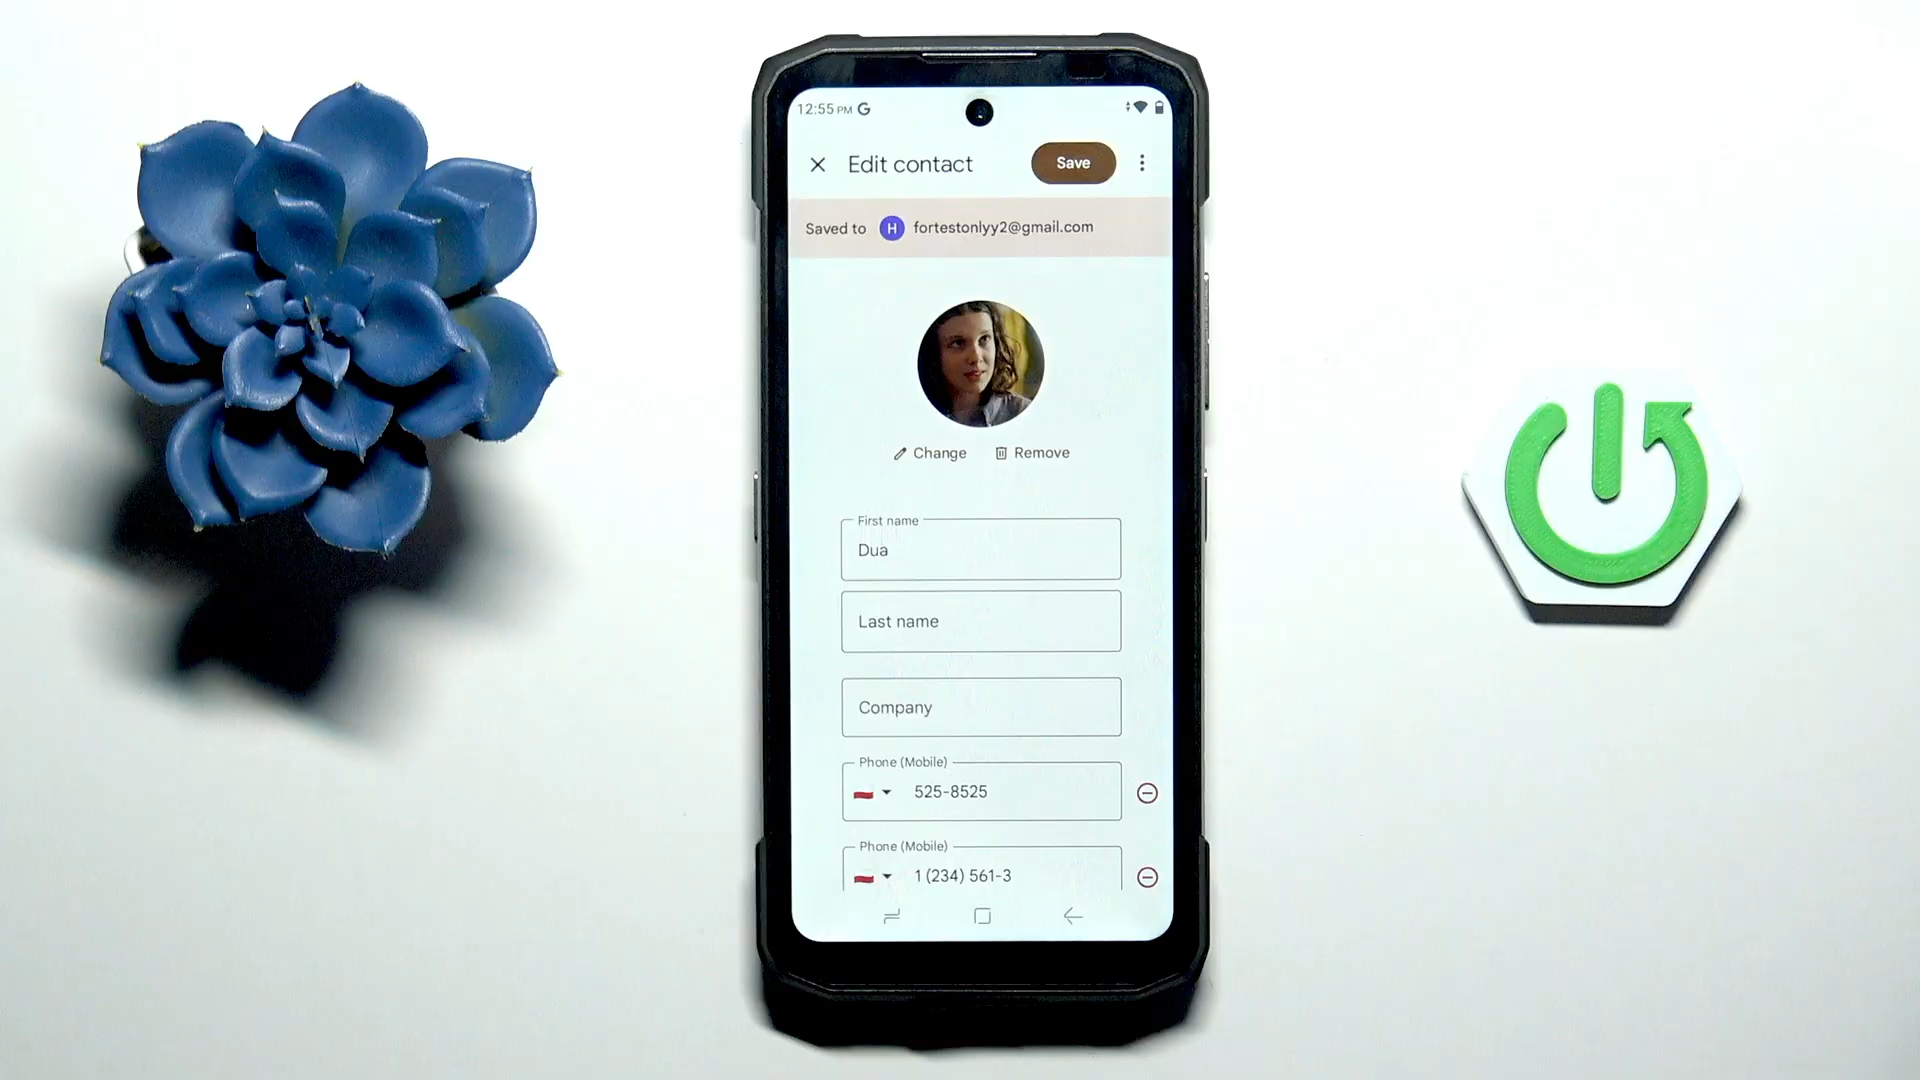 12:55 PM G
Edit contact
Save
Saved to H fortestonlyy2@gmail.com
Change Remove
First name
Dua
Last name
Company
Phone (Mobile)
525-8525
Phone (Mobile)
1 (234) 561-3